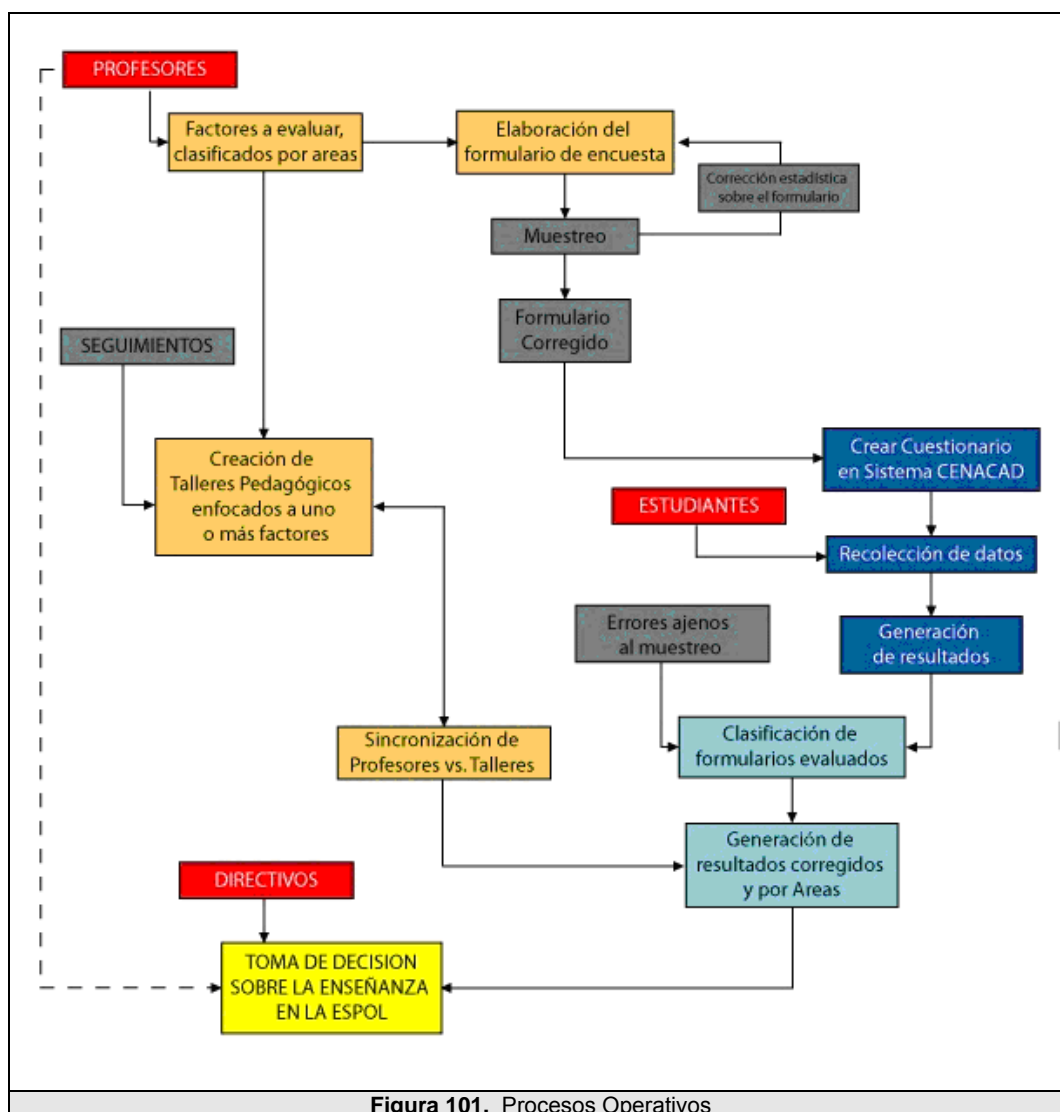 PROFESORES
Factores a evaluar,
clasificados por areas
Elaboración del
formulario de encuesta
Corrección estadística
sobre el formulario
Muestreo
Formulario
Corregido
SEGUIMIENTOS
Creación de
Talleres Pedagógicos
enfocados a uno
o más factores
Crear Cuestionario
en Sistema CENACAD
ESTUDIANTES
Recolección de datos
Errores ajenos
al muestreo
Generación
de resultados
Sincronización de
Profesores vs. Talleres
Clasificación de
formularios evaluados
Generación de
resultados corregidos
y por Areas
DIRECTIVOS
TOMA DE DECISION
SOBRE LA ENSEÑANZA
EN LA ESPOL
Figura 101. Procesos Operativos